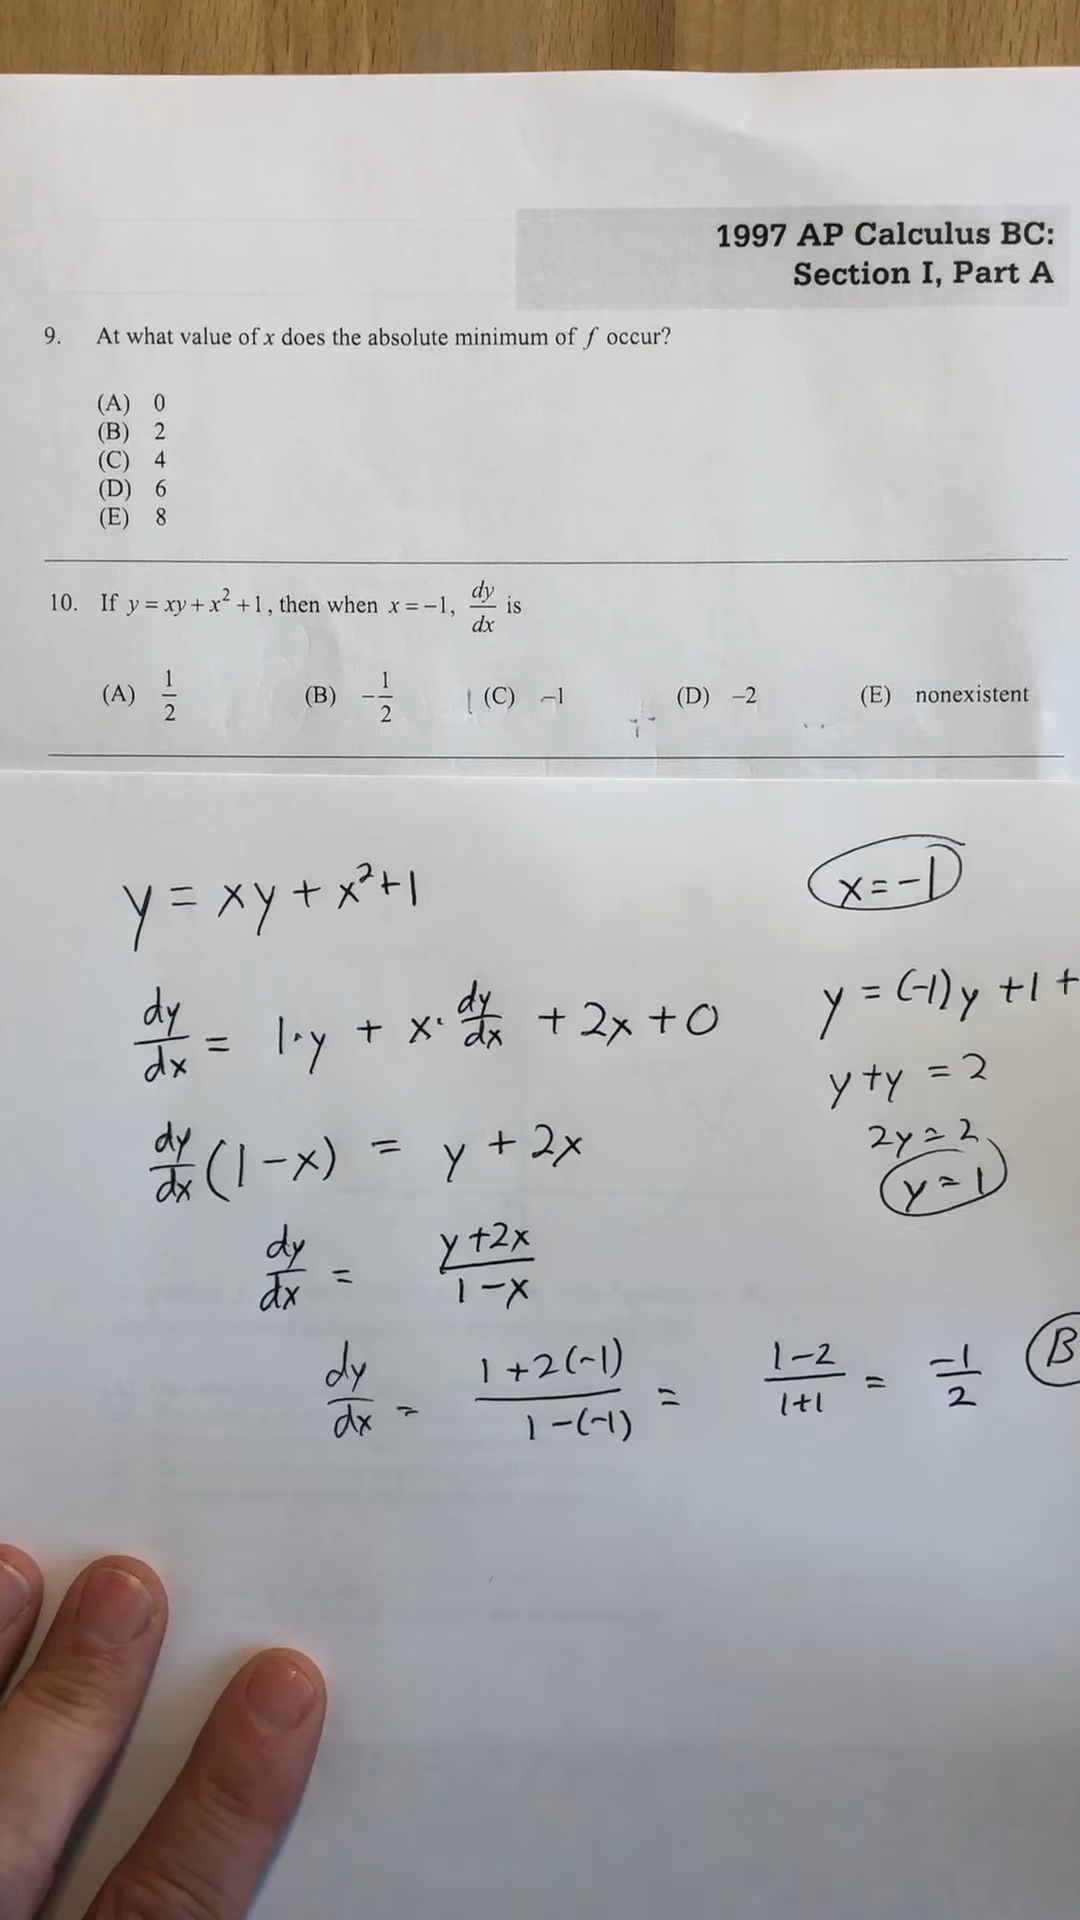 1997 AP Calculus BC:
Section I, Part A
9. At what value of x does the absolute minimum of f occur?
(A) 0
(B) 2
(C) 4
(D) 6
(E) 8
10. If y = xy + x² + 1, then when x = −1, dy/dx is
(A) 1/2 (B) −1/2 (C) −1 (D) −2 (E) nonexistent
y = xy + x²+1
x = −1
dy/dx = 1·y + x· dy/dx + 2x + 0
y = (-1)y +1 +
dy/dx (1−x) = y + 2x
y+y = 2
2y = 2
y = 1
dy/dx = y+2x / 1−x
dy/dx = 1+2(−1) / 1−(−1) = 1−2 / 1+1 = −1/2 B